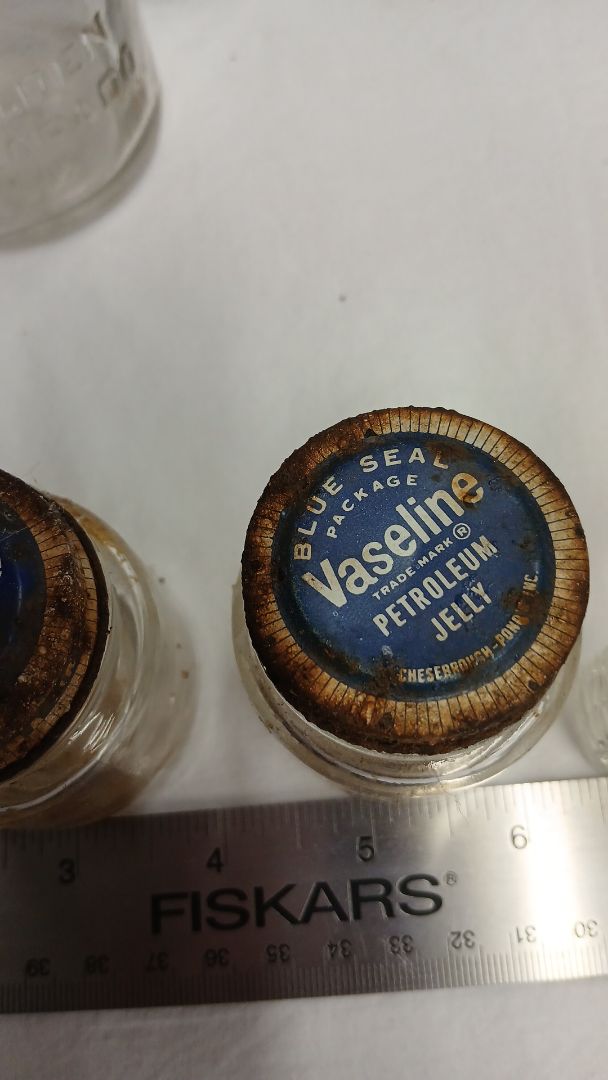 BLUE SEAL
PACKAGE
Vaseline
TRADE MARK ®
PETROLEUM
JELLY
CHESEBROUGH-POND'S INC.
3 4 5 6
FISKARS®
39 38 37 36 35 34 33 32 31 30